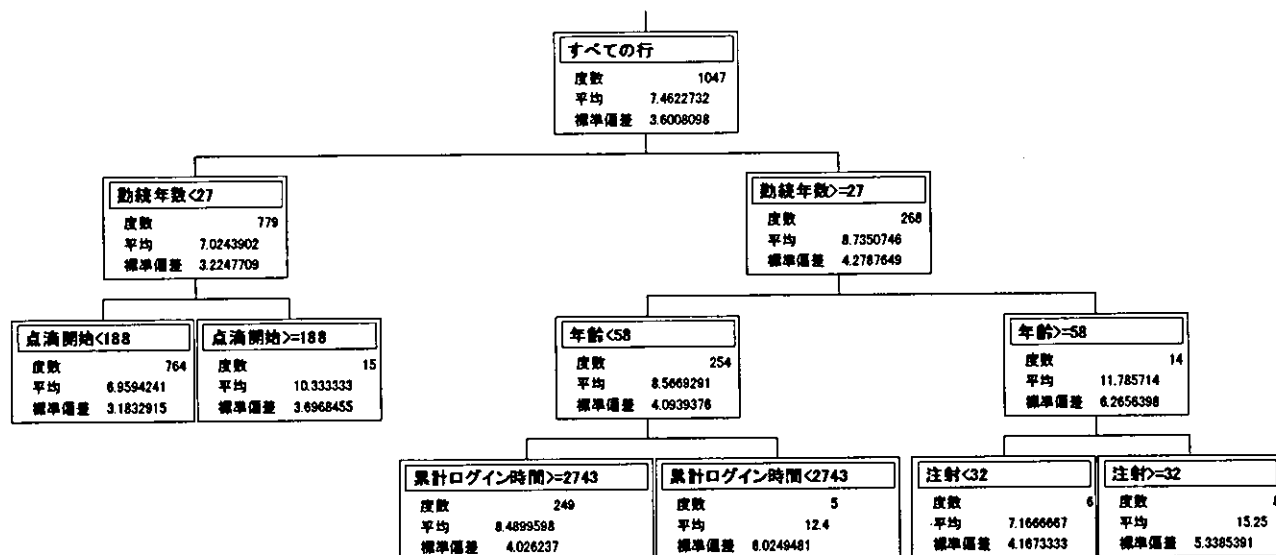 すべての行
度数 1047
平均 7.4622732
標準偏差 3.6008098
勤続年数<27
度数 779
平均 7.0243902
標準偏差 3.2247709
勤続年数>=27
度数 268
平均 8.7350746
標準偏差 4.2787649
点滴開始<188
度数 764
平均 6.9594241
標準偏差 3.1832915
点滴開始>=188
度数 15
平均 10.333333
標準偏差 3.6968455
年齢<58
度数 254
平均 8.5669291
標準偏差 4.0939376
年齢>=58
度数 14
平均 11.785714
標準偏差 6.2656398
累計ログイン時間>=2743
度数 249
平均 8.4899598
標準偏差 4.026237
累計ログイン時間<2743
度数 5
平均 12.4
標準偏差 6.0249481
注射<32
度数 6
平均 7.1666667
標準偏差 4.1673333
注射>=32
度数 8
平均 15.25
標準偏差 5.3385391